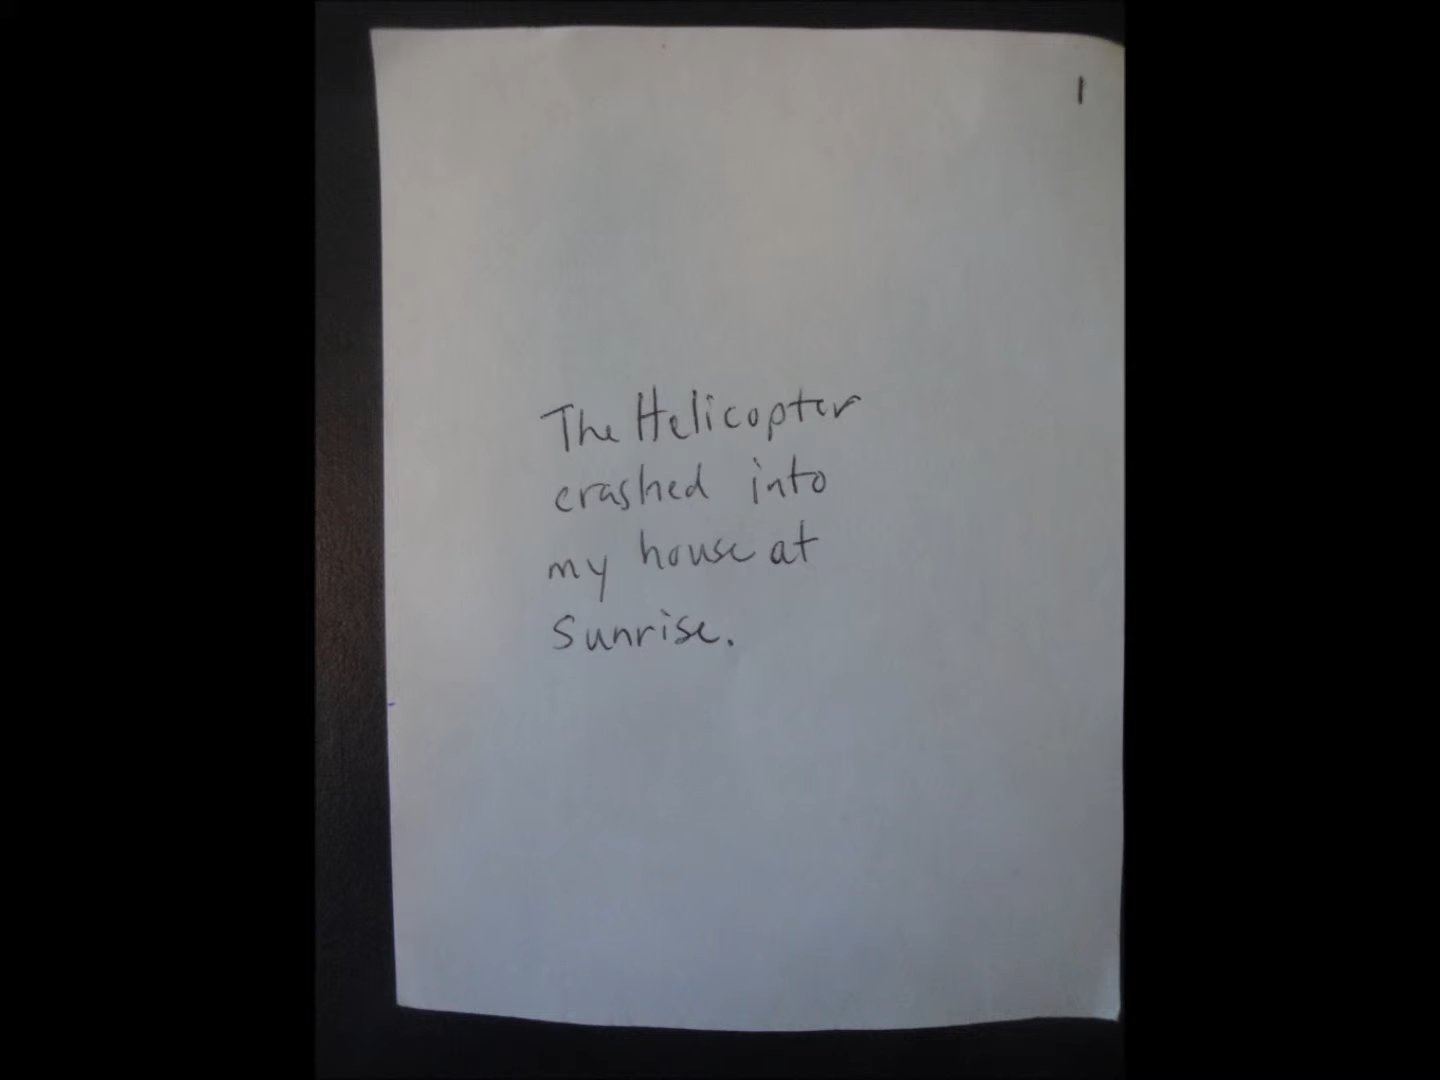 1
The Helicopter
crashed into
my house at
Sunrise.